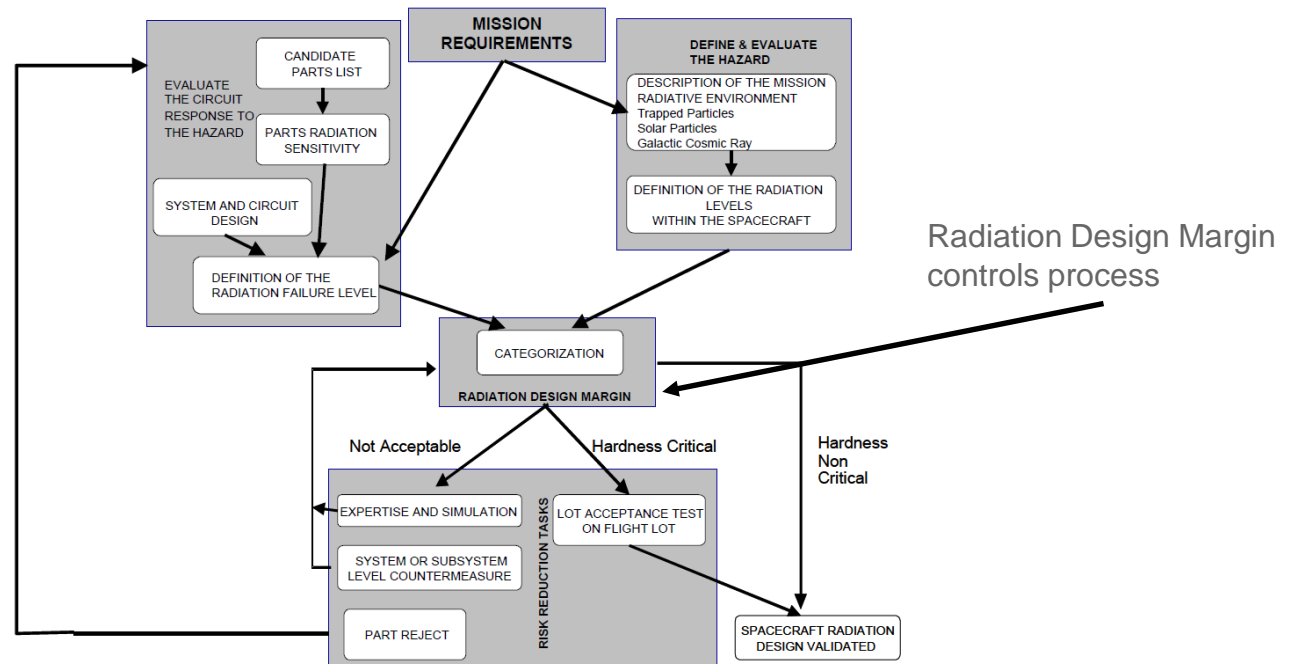 MISSION
REQUIREMENTS
EVALUATE
THE CIRCUIT
RESPONSE TO
THE HAZARD
CANDIDATE
PARTS LIST
PARTS RADIATION
SENSITIVITY
SYSTEM AND CIRCUIT
DESIGN
DEFINITION OF THE
RADIATION FAILURE LEVEL
DEFINE & EVALUATE
THE HAZARD
DESCRIPTION OF THE MISSION
RADIATIVE ENVIRONMENT
Trapped Particles
Solar Particles
Galactic Cosmic Ray
DEFINITION OF THE RADIATION
LEVELS
WITHIN THE SPACECRAFT
Radiation Design Margin
controls process
CATEGORIZATION
RADIATION DESIGN MARGIN
Not Acceptable
Hardness Critical
Hardness
Non
Critical
EXPERTISE AND SIMULATION
SYSTEM OR SUBSYSTEM
LEVEL COUNTERMEASURE
PART REJECT
RISK REDUCTION TASKS
LOT ACCEPTANCE TEST
ON FLIGHT LOT
SPACECRAFT RADIATION
DESIGN VALIDATED